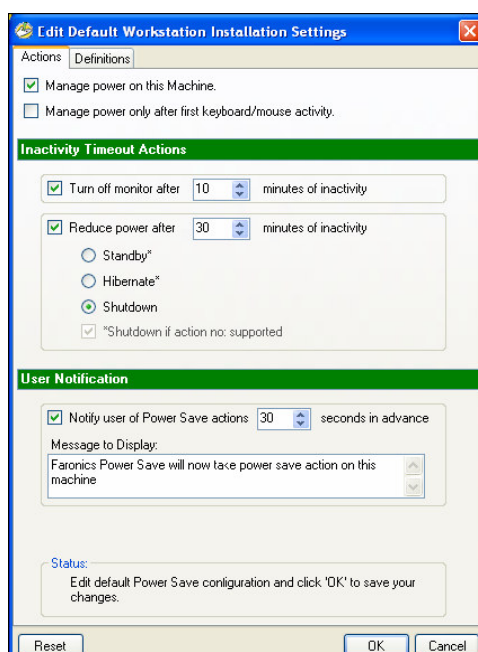 Edit Default Workstation Installation Settings
Actions Definitions
Manage power on this Machine.
Manage power only after first keyboard/mouse activity.
Inactivity Timeout Actions
Turn off monitor after 10 minutes of inactivity
Reduce power after 30 minutes of inactivity
Standby*
Hibernate*
Shutdown
*Shutdown if action no: supported
User Notification
Notify user of Power Save actions 30 seconds in advance
Message to Display:
Faronics Power Save will now take power save action on this
machine
Status:
Edit default Power Save configuration and click 'OK' to save your
changes.
Reset OK Cancel